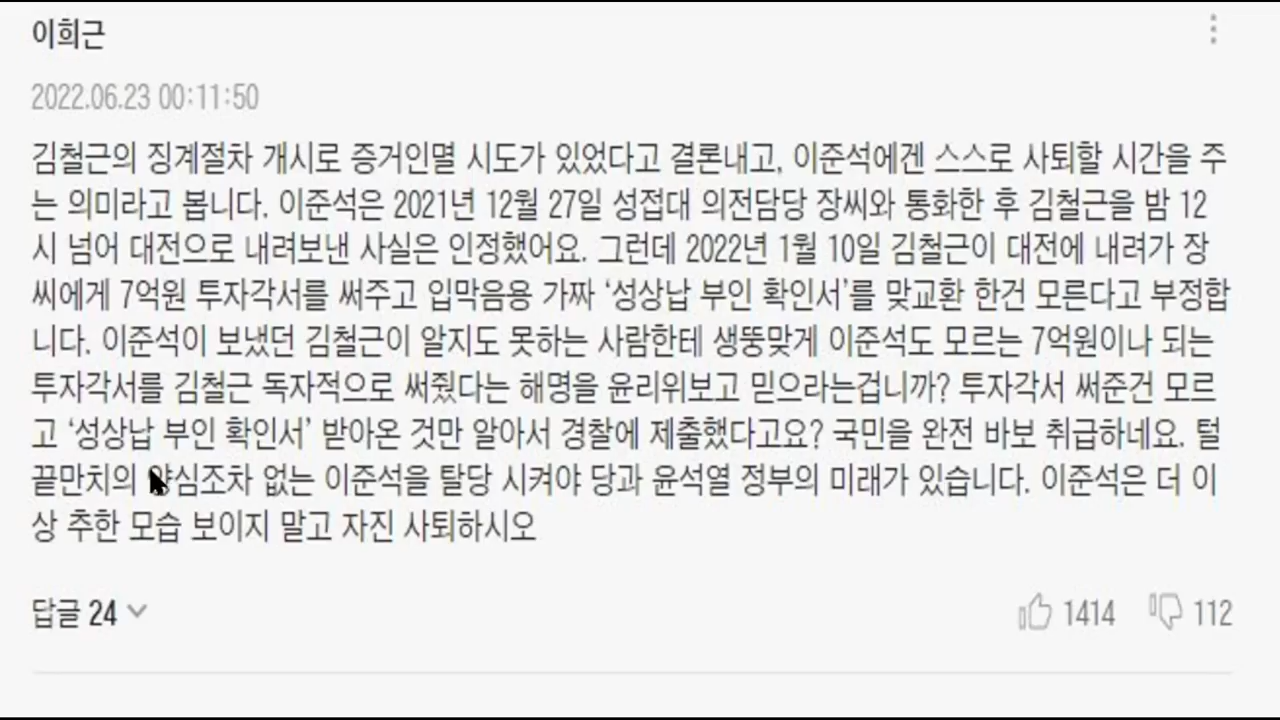 이희근
2022.06.23 00:11:50
김철근의 징계절차 개시로 증거인멸 시도가 있었다고 결론내고, 이준석에겐 스스로 사퇴할 시간을 주
는 의미라고 봅니다. 이준석은 2021년 12월 27일 성접대 의전담당 장씨와 통화한 후 김철근을 밤 12
시 넘어 대전으로 내려보낸 사실은 인정했어요. 그런데 2022년 1월 10일 김철근이 대전에 내려가 장
씨에게 7억원 투자각서를 써주고 입막음용 가짜 ‘성상납 부인 확인서’를 맞교환 한건 모른다고 부정합
니다. 이준석이 보냈던 김철근이 알지도 못하는 사람한테 생뚱맞게 이준석도 모르는 7억원이나 되는
투자각서를 김철근 독자적으로 써줬다는 해명을 윤리위보고 믿으라는겁니까? 투자각서 써준건 모르
고 ‘성상납 부인 확인서’ 받아온 것만 알아서 경찰에 제출했다고요? 국민을 완전 바보 취급하네요. 털
끝만치의 양심조차 없는 이준석을 탈당 시켜야 당과 윤석열 정부의 미래가 있습니다. 이준석은 더 이
상 추한 모습 보이지 말고 자진 사퇴하시오
답글 24
1414 112